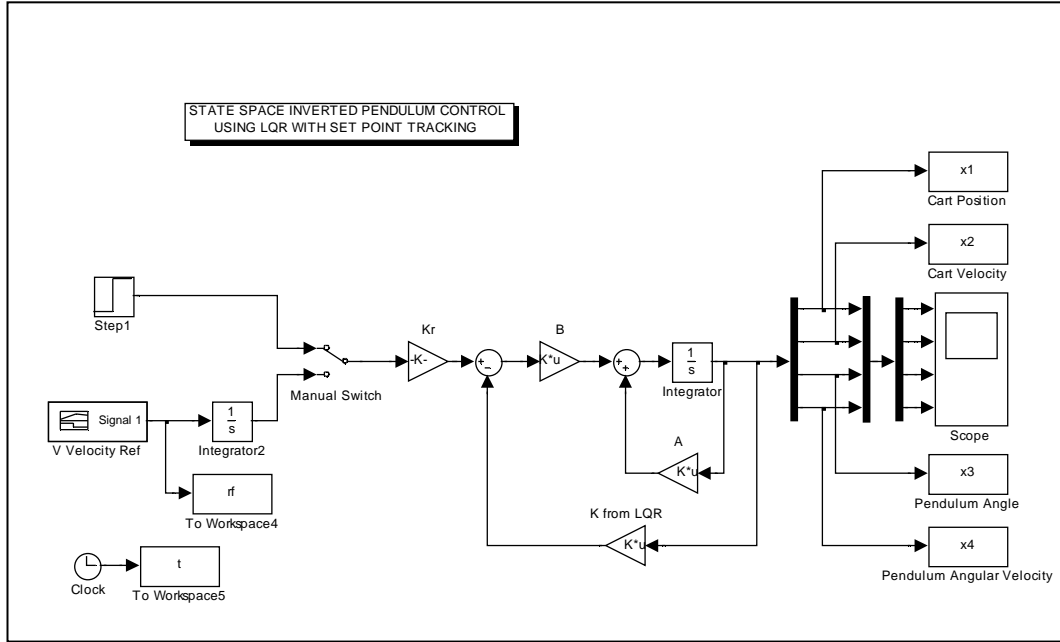 STATE SPACE INVERTED PENDULUM CONTROL
USING LQR WITH SET POINT TRACKING
x1
Cart Position
x2
Cart Velocity
Step1
Kr
-K-
B
K*u
1
s
Integrator
Manual Switch
Signal 1
V Velocity Ref
1
s
Integrator2
A
K*u
Scope
rf
To Workspace4
K from LQR
K*u
x3
Pendulum Angle
x4
Pendulum Angular Velocity
Clock
t
To Workspace5